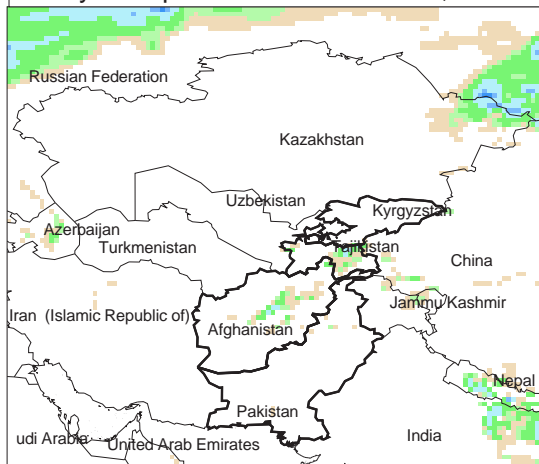 Russian Federation
Kazakhstan
Uzbekistan
Kyrgyzstan
Azerbaijan
Turkmenistan
Tajikistan
China
Jammu/Kashmir
Iran (Islamic Republic of)
Afghanistan
Nepal
Pakistan
India
udi Arabia
United Arab Emirates